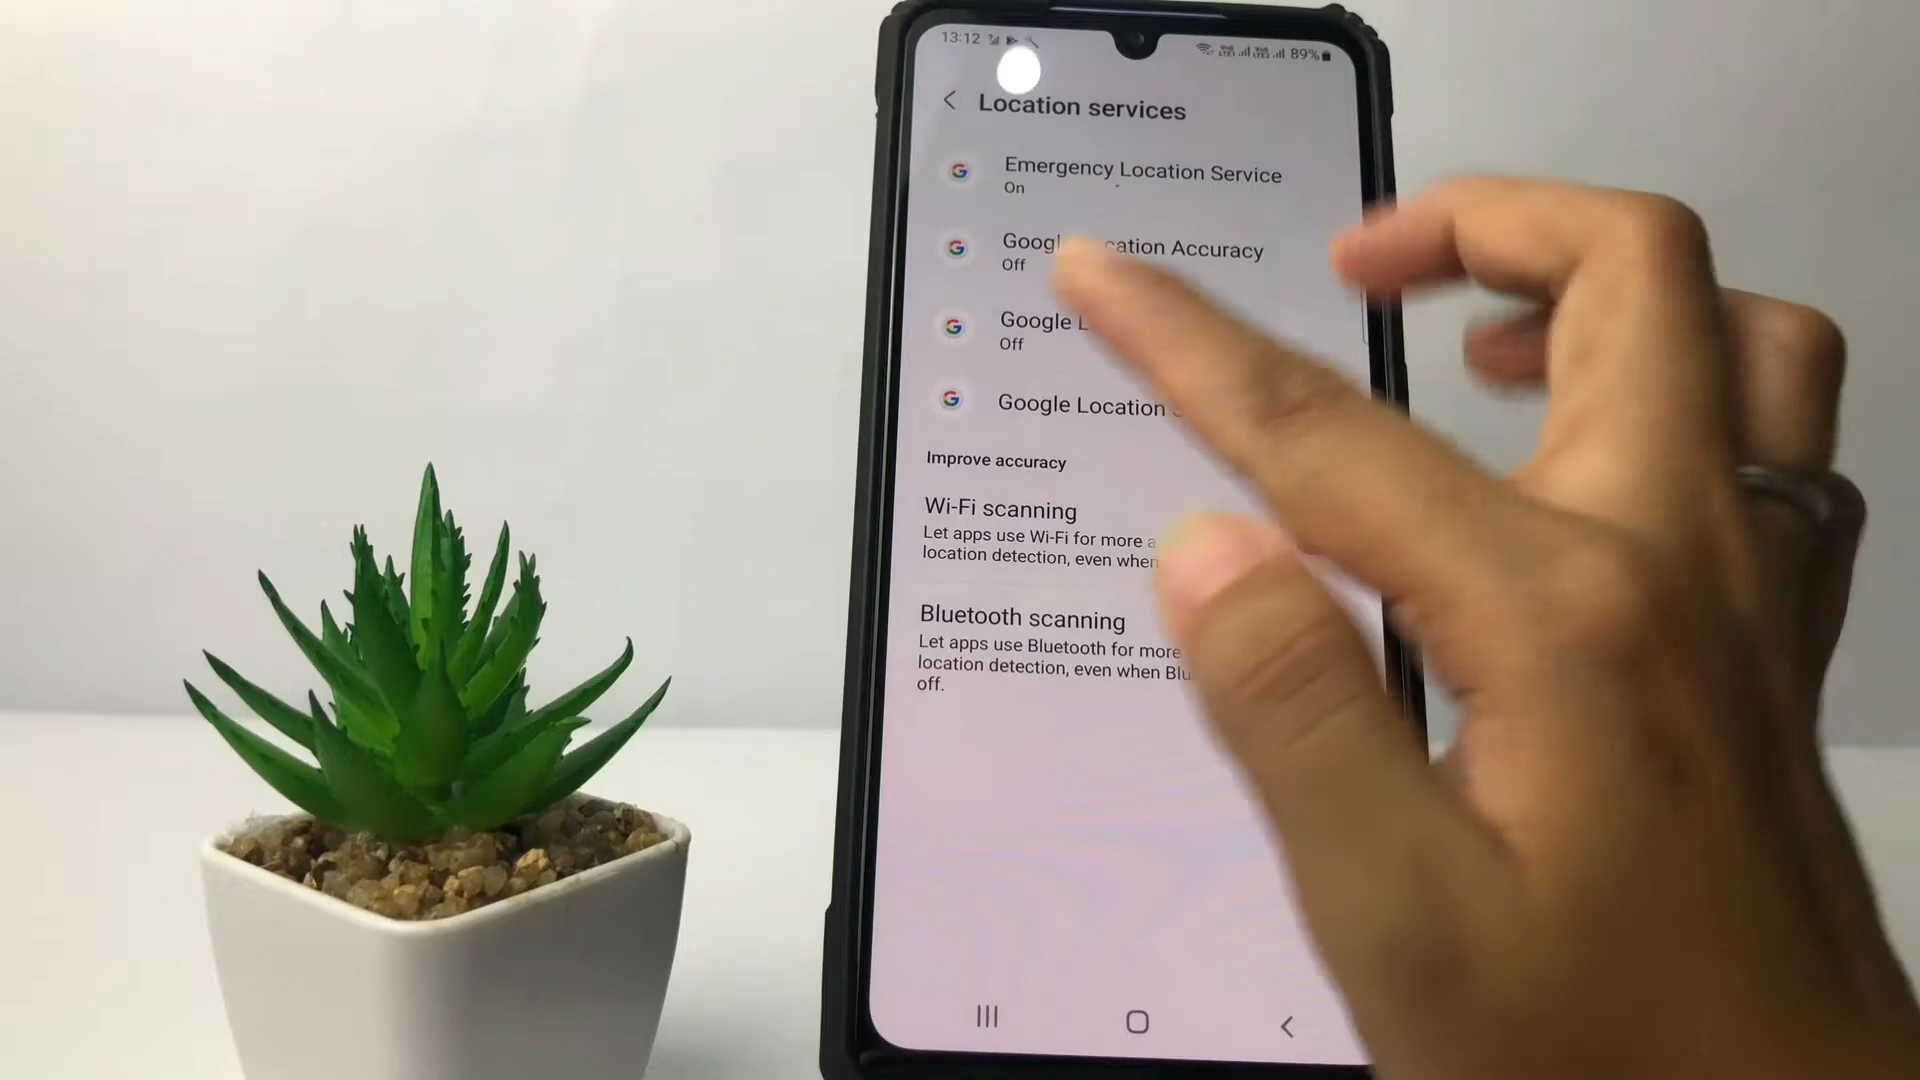 13:12 89%
Location services
Emergency Location Service
On
Google Accuracy
Off
Google
Off
Google Location
Improve accuracy
Wi-Fi scanning
Let apps use Wi-Fi for more
location detection, even when
Bluetooth scanning
Let apps use Bluetooth for more
location detection, even when
off.